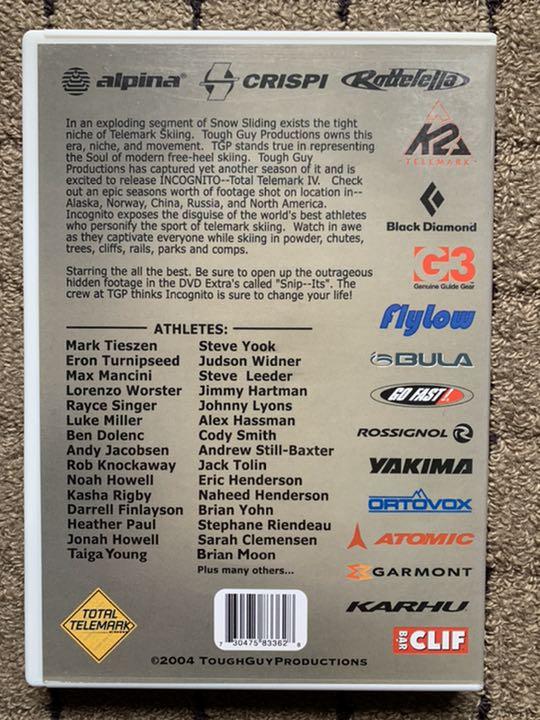 alpina CRISPI Rottefella
In an exploding segment of Snow Sliding exists the tight
niche of Telemark Skiing. Tough Guy Productions owns this
era, niche, and movement. TGP stands true in representing
the Soul of modern free-heel skiing. Tough Guy
Productions has captured yet another season of it and is
excited to release INCOGNITO--Total Telemark IV. Check
out an epic seasons worth of footage shot on location in--
Alaska, Norway, China, Russia, and North America.
Incognito exposes the disguise of the world's best athletes
who personify the sport of telemark skiing. Watch in awe
as they captivate everyone while skiing in powder, chutes,
trees, cliffs, rails, parks and comps.
Starring the all the best. Be sure to open up the outrageous
hidden footage in the DVD Extra's called "Snip--Its". The
crew at TGP thinks Incognito is sure to change your life!
ATHLETES:
Mark Tieszen
Eron Turnipseed
Max Mancini
Lorenzo Worster
Rayce Singer
Luke Miller
Ben Dolenc
Andy Jacobsen
Rob Knockaway
Noah Howell
Kasha Rigby
Darrell Finlayson
Heather Paul
Jonah Howell
Taiga Young
Steve Yook
Judson Widner
Steve Leeder
Jimmy Hartman
Johnny Lyons
Alex Hassman
Cody Smith
Andrew Still-Baxter
Jack Tolin
Eric Henderson
Naheed Henderson
Brian Yohn
Stephane Riendeau
Sarah Clemensen
Brian Moon
Plus many others...
K2
TELEMARK
Black Diamond
G3
Genuine Guide Gear
Flylow
BULA
GO FAST!
ROSSIGNOL R
YAKIMA
ORTOVOX
ATOMIC
GARMONT
KARHU
CLIF
BAR
TOTAL
TELEMARK
7 30475 83362 8
©2004 TOUGHGUYPRODUCTIONS